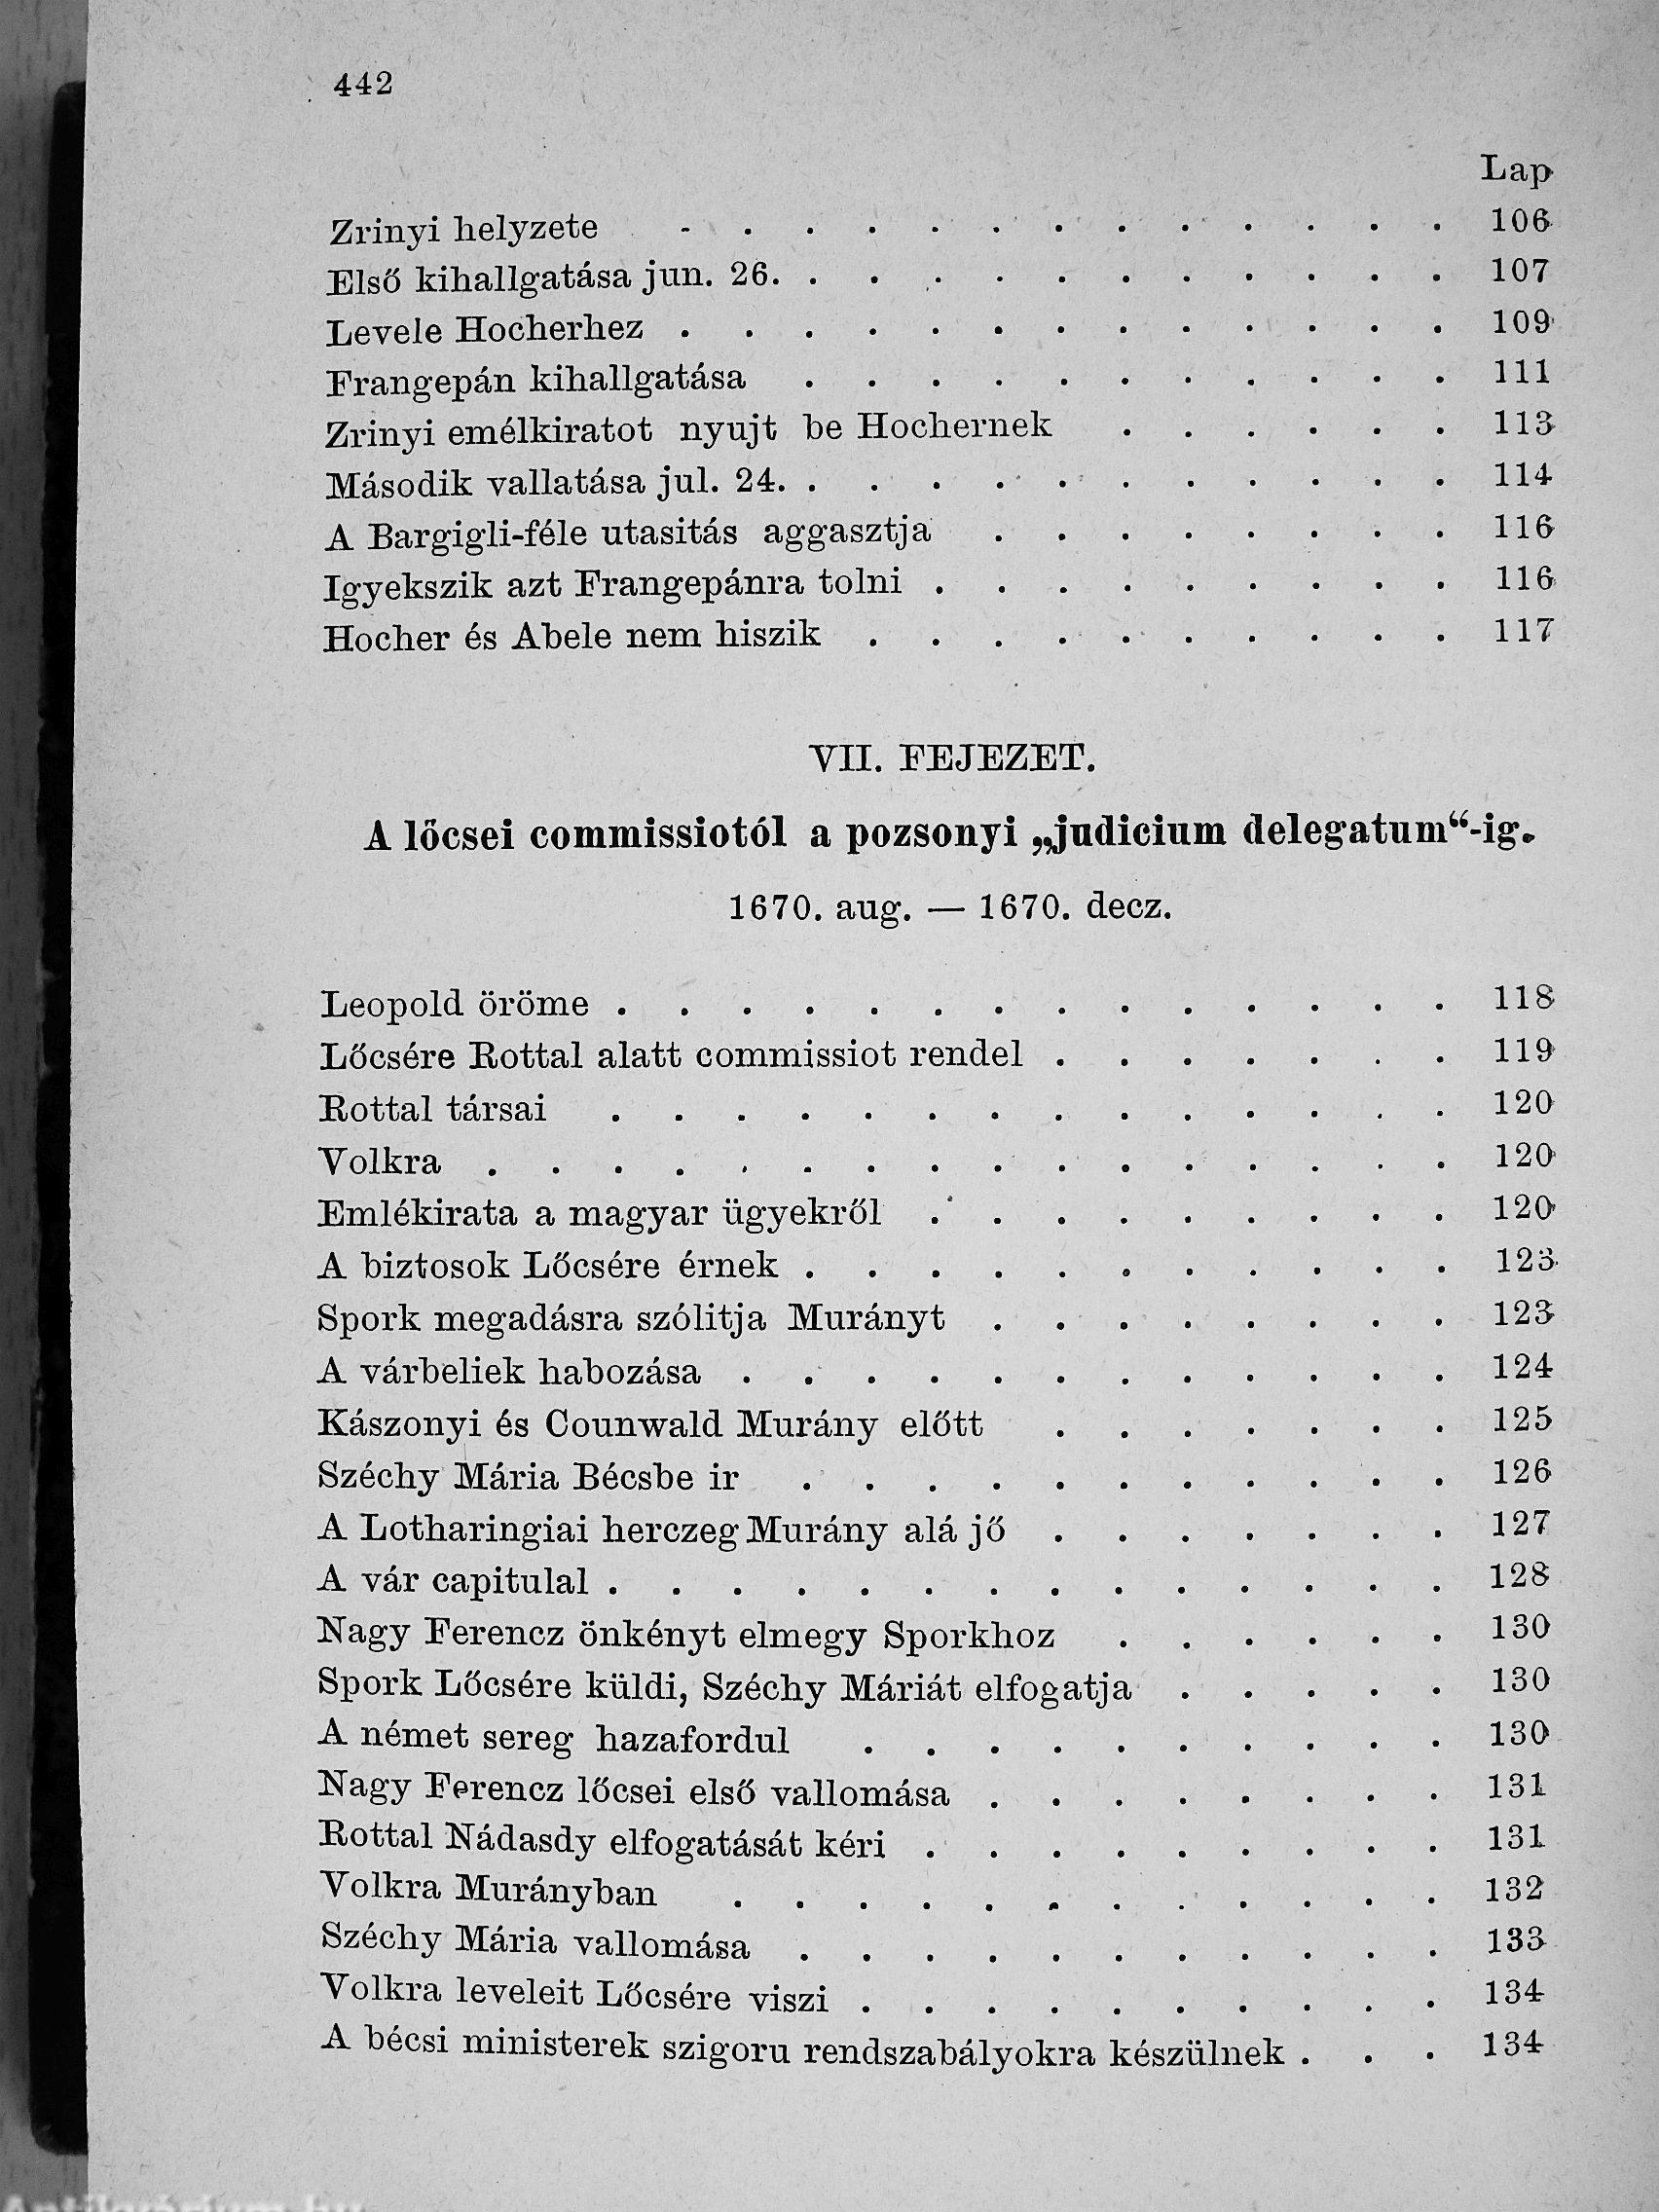 442
Lap
Zrinyi helyzete - . . . . . . . . . . . . 106
Első kihallgatása jun. 26. . . . . . . . . . . . 107
Levele Hocherhez . . . . . . . . . . . . . 109
Frangepán kihallgatása . . . . . . . . . . . 111
Zrinyi emélkiratot nyujt be Hochernek . . . . . . 113
Második vallatása jul. 24. . . . . . . . . . . . 114
A Bargigli-féle utasitás aggasztja . . . . . . . . 116
Igyekszik azt Frangepánra tolni . . . . . . . . . 116
Hocher és Abele nem hiszik . . . . . . . . . . 117
VII. FEJEZET.
A lőcsei commissiotól a pozsonyi „judicium delegatum“-ig.
1670. aug. — 1670. decz.
Leopold öröme . . . . . . . . . . . . . . 118
Lőcsére Rottal alatt commissiot rendel . . . . . . . 119
Rottal társai . . . . . . . . . . . . . . 120
Volkra . . . . . . . . . . . . . . . . 120
Emlékirata a magyar ügyekről . . . . . . . . . 120
A biztosok Lőcsére érnek . . . . . . . . . . . 123
Spork megadásra szólitja Murányt . . . . . . . . 123
A várbeliek habozása . . . . . . . . . . . . 124
Kászonyi és Counwald Murány előtt . . . . . . . 125
Széchy Mária Bécsbe ir . . . . . . . . . . . 126
A Lotharingiai herczeg Murány alá jő . . . . . . . 127
A vár capitulal . . . . . . . . . . . . . . 128
Nagy Ferencz önkényt elmegy Sporkhoz . . . . . . 130
Spork Lőcsére küldi, Széchy Máriát elfogatja . . . . . 130
A német sereg hazafordul . . . . . . . . . . 130
Nagy Ferencz lőcsei első vallomása . . . . . . . . 131
Rottal Nádasdy elfogatását kéri . . . . . . . . . 131
Volkra Murányban . . . . . . . . . . . . 132
Széchy Mária vallomása . . . . . . . . . . . 133
Volkra leveleit Lőcsére viszi . . . . . . . . . . 134
A bécsi ministerek szigoru rendszabályokra készülnek . . . 134